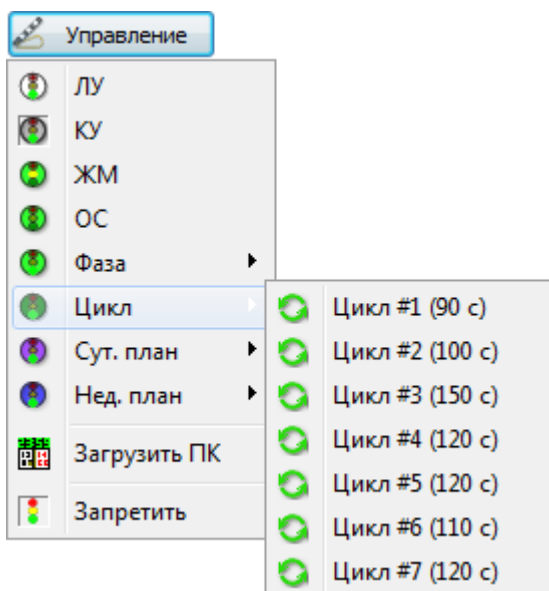 Управление
ЛУ
КУ
ЖМ
ОС
Фаза
Цикл
Сут. план
Нед. план
Загрузить ПК
Запретить
Цикл #1 (90 с)
Цикл #2 (100 с)
Цикл #3 (150 с)
Цикл #4 (120 с)
Цикл #5 (120 с)
Цикл #6 (110 с)
Цикл #7 (120 с)